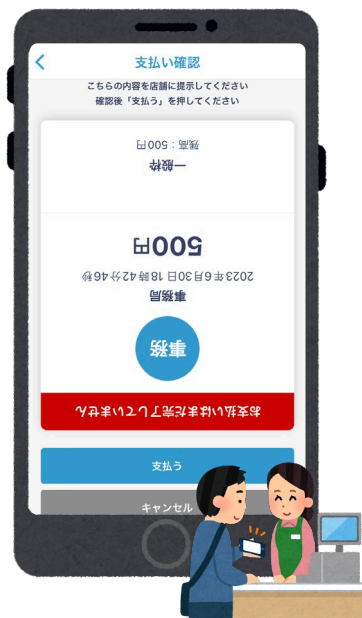 支払い確認
こちらの内容を店舗に提示してください
確認後「支払う」を押してください
お支払いはまだ完了していません
事務
事務局
2023年6月30日 18時42分46秒
500円
一般枠
残高：500円
支払う
キャンセル